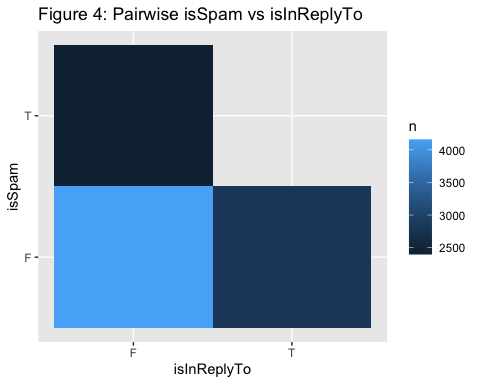 Figure 4: Pairwise isSpam vs isInReplyTo
isSpam
T
F
F
T
isInReplyTo
n
4000
3500
3000
2500